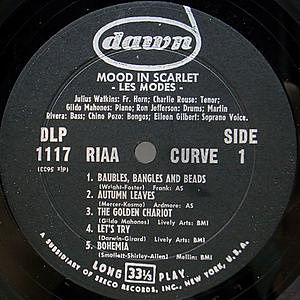 dawn
MOOD IN SCARLET
- LES MODES -
Julius Watkins: Fr. Horn; Charlie Rouse: Tenor;
Gildo Mahones: Piano; Ron Jefferson: Drums; Martin
Rivera: Bass; Chino Pozo: Bongos; Eileen Gilbert: Soprano Voice.
DLP SIDE
1117 RIAA CURVE 1
1. BAUBLES, BANGLES AND BEADS
(Wright-Foster) Frank: AS
2. AUTUMN LEAVES
(Mercer-Kosma) Ardmore: AS
3. THE GOLDEN CHARIOT
(Gildo Mahones) Lively Arts: BMI
4. LET'S TRY
(Darwin-Girard) Lively Arts: BMI
5. BOHEMIA
(Smollett-Shirley-Allen) Mellin: BMI
LONG 33⅓ PLAY
A SUBSIDIARY OF SEECO RECORDS, INC., NEW YORK, U.S.A.